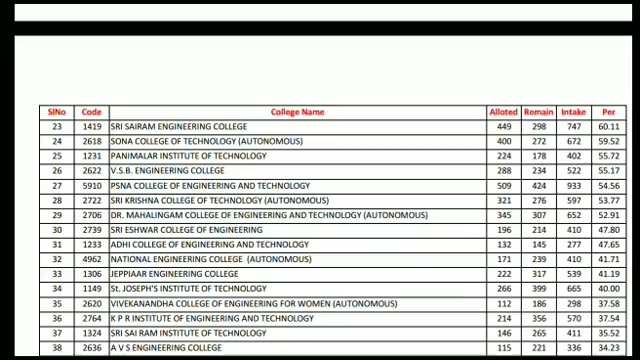 SlNo Code College Name Alloted Remain Intake Per
23 1419 SRI SAIRAM ENGINEERING COLLEGE 449 298 747 60.11
24 2618 SONA COLLEGE OF TECHNOLOGY (AUTONOMOUS) 400 272 672 59.52
25 1231 PANIMALAR INSTITUTE OF TECHNOLOGY 224 178 402 55.72
26 2622 V.S.B. ENGINEERING COLLEGE 288 234 522 55.17
27 5910 PSNA COLLEGE OF ENGINEERING AND TECHNOLOGY 509 424 933 54.56
28 2722 SRI KRISHNA COLLEGE OF TECHNOLOGY (AUTONOMOUS) 321 276 597 53.77
29 2706 DR. MAHALINGAM COLLEGE OF ENGINEERING AND TECHNOLOGY (AUTONOMOUS) 345 307 652 52.91
30 2739 SRI ESHWAR COLLEGE OF ENGINEERING 196 214 410 47.80
31 1233 ADHI COLLEGE OF ENGINEERING AND TECHNOLOGY 132 145 277 47.65
32 4962 NATIONAL ENGINEERING COLLEGE (AUTONOMOUS) 171 239 410 41.71
33 1306 JEPPIAAR ENGINEERING COLLEGE 222 317 539 41.19
34 1149 St. JOSEPH'S INSTITUTE OF TECHNOLOGY 266 399 665 40.00
35 2620 VIVEKANANDHA COLLEGE OF ENGINEERING FOR WOMEN (AUTONOMOUS) 112 186 298 37.58
36 2764 K P R INSTITUTE OF ENGINEERING AND TECHNOLOGY 214 356 570 37.54
37 1324 SRI SAI RAM INSTITUTE OF TECHNOLOGY 146 265 411 35.52
38 2636 A V S ENGINEERING COLLEGE 115 221 336 34.23